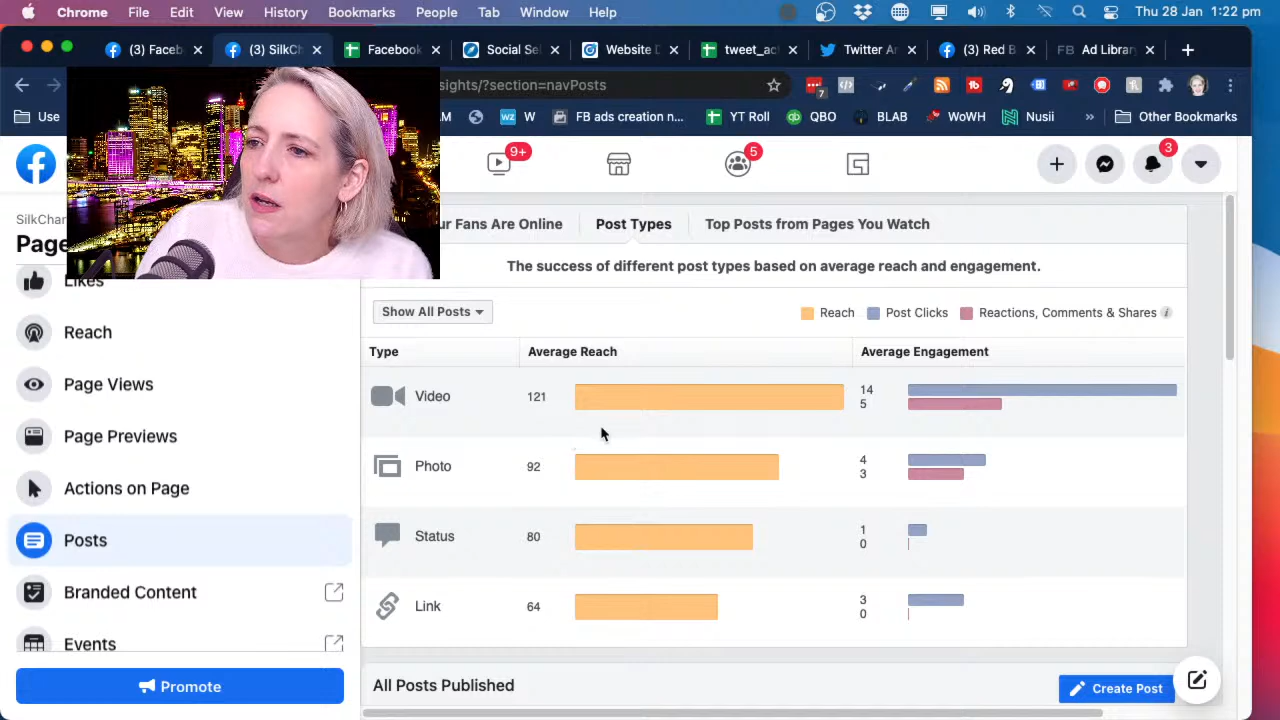 Chrome File Edit View History Bookmarks People Tab Window Help Thu 28 Jan 1:22 pm
(3) Faceb (3) SilkCh Facebook Social Sel Website D tweet_ac Twitter An (3) Red B Ad Library
sights/?section=navPosts
7
Use M W FB ads creation n... YT Roll QBO BLAB WoWH Nusii » Other Bookmarks
9+ 5 3
SilkChar
Page
ur Fans Are Online Post Types Top Posts from Pages You Watch
The success of different post types based on average reach and engagement.
Likes
Show All Posts Reach Post Clicks Reactions, Comments & Shares i
Reach
Type Average Reach Average Engagement
Page Views
Video 121 14
5
Page Previews
Photo 92 4
3
Actions on Page
Posts
Status 80 1
0
Branded Content
Link 64 3
0
Events
Promote
All Posts Published Create Post